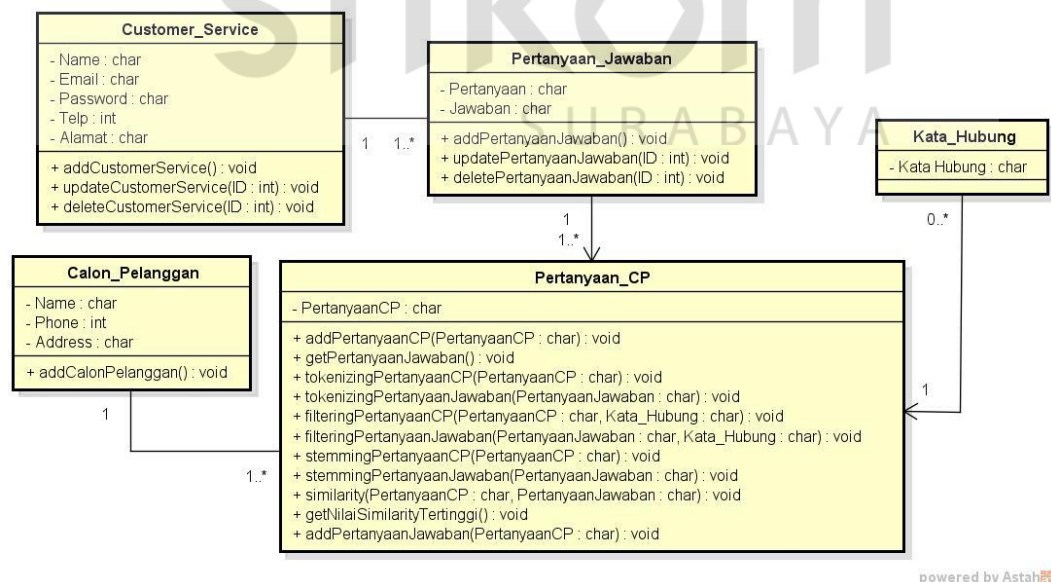 stikom
SURABAYA
Customer_Service
- Name : char
- Email : char
- Password : char
- Telp : int
- Alamat : char
+ addCustomerService() : void
+ updateCustomerService(ID : int) : void
+ deleteCustomerService(ID : int) : void
1
1..*
Pertanyaan_Jawaban
- Pertanyaan : char
- Jawaban : char
+ addPertanyaanJawaban() : void
+ updatePertanyaanJawaban(ID : int) : void
+ deletePertanyaanJawaban(ID : int) : void
Kata_Hubung
- Kata Hubung : char
1
1..*
0..*
Calon_Pelanggan
- Name : char
- Phone : int
- Address : char
+ addCalonPelanggan() : void
1
1..*
Pertanyaan_CP
- PertanyaanCP : char
+ addPertanyaanCP(PertanyaanCP : char) : void
+ getPertanyaanJawaban() : void
+ tokenizingPertanyaanCP(PertanyaanCP : char) : void
+ tokenizingPertanyaanJawaban(PertanyaanJawaban : char) : void
+ filteringPertanyaanCP(PertanyaanCP : char, Kata_Hubung : char) : void
+ filteringPertanyaanJawaban(PertanyaanJawaban : char, Kata_Hubung : char) : void
+ stemmingPertanyaanCP(PertanyaanCP : char) : void
+ stemmingPertanyaanJawaban(PertanyaanJawaban : char) : void
+ similarity(PertanyaanCP : char, PertanyaanJawaban : char) : void
+ getNilaiSimilarityTertinggi() : void
+ addPertanyaanJawaban(PertanyaanCP : char) : void
1
powered by Astah